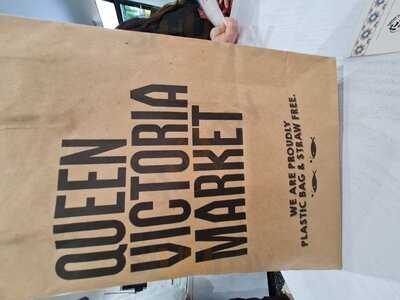 QUEEN
VICTORIA
MARKET
WE ARE PROUDLY
PLASTIC BAG & STRAW FREE.